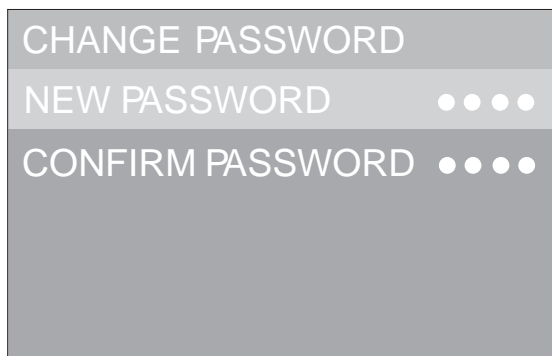 CHANGE PASSWORD
NEW PASSWORD ●●●●
CONFIRM PASSWORD ●●●●